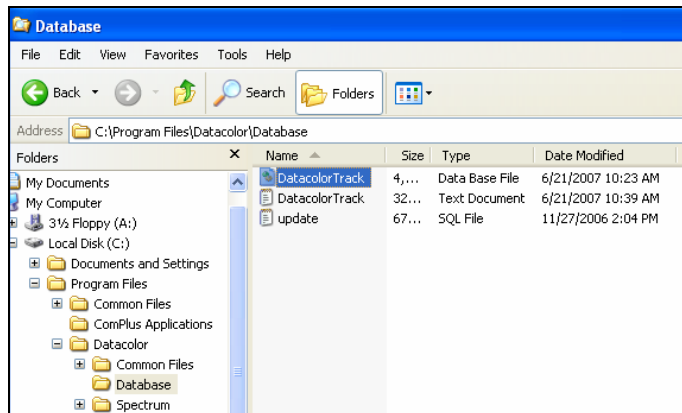 Database
File Edit View Favorites Tools Help
Back Search Folders
Address C:\Program Files\Datacolor\Database
Folders x Name Size Type Date Modified
My Documents
My Computer
3½ Floppy (A:)
Local Disk (C:)
Documents and Settings
Program Files
Common Files
ComPlus Applications
Datacolor
Common Files
Database
Spectrum
DatacolorTrack 4,... Data Base File 6/21/2007 10:23 AM
DatacolorTrack 32... Text Document 6/21/2007 10:39 AM
update 67... SQL File 11/27/2006 2:04 PM